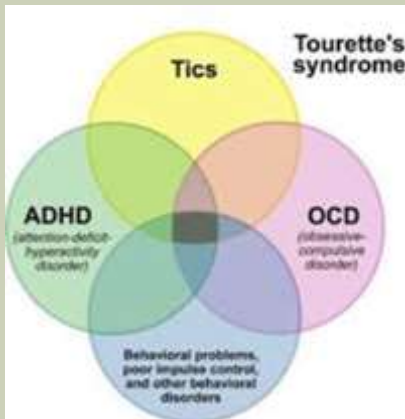 Tourette's
syndrome
Tics
ADHD
(attention-deficit-
hyperactivity
disorder)
OCD
(obsessive-
compulsive
disorder)
Behavioral problems,
poor impulse control,
and other behavioral
disorders